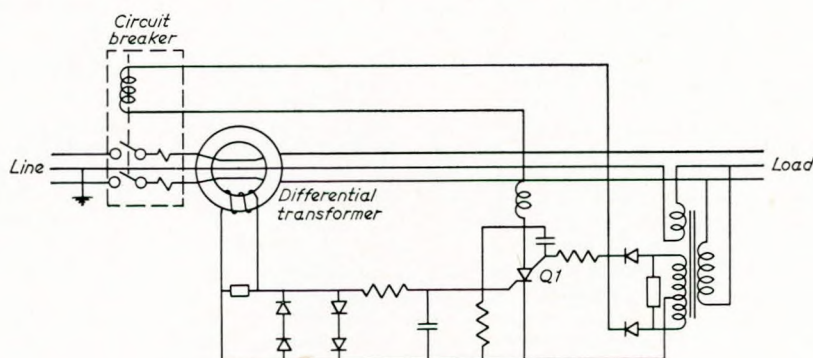 Circuit
breaker
Line
Load
Differential
transformer
Q1